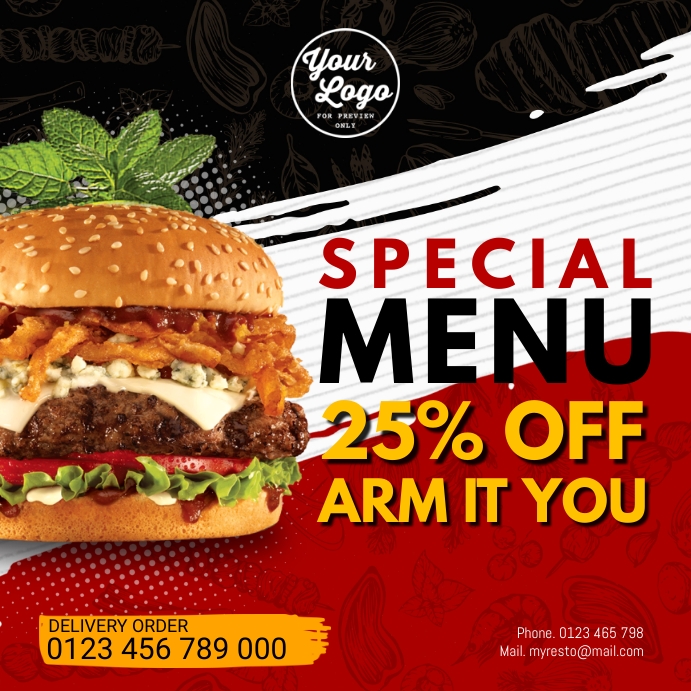 Your
Logo
FOR PREVIEW
ONLY
SPECIAL
MENU
25% OFF
ARM IT YOU
DELIVERY ORDER
0123 456 789 000
Phone. 0123 465 798
Mail. myresto@mail.com